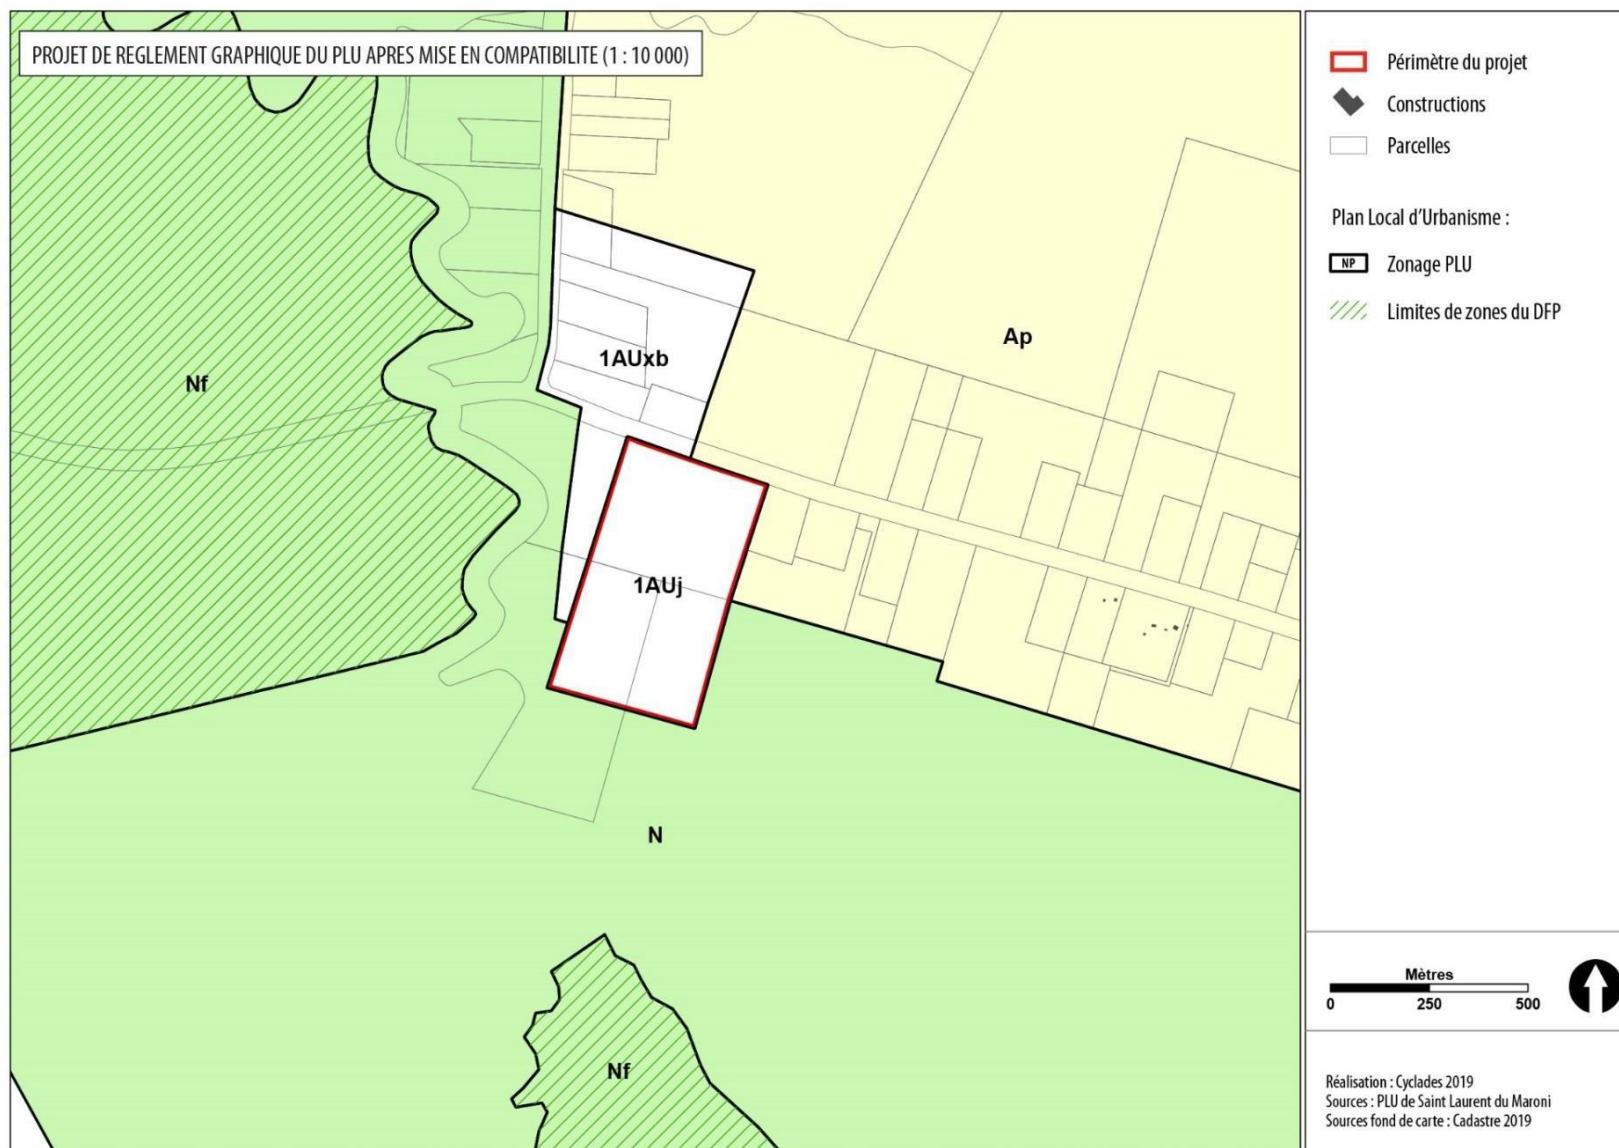 PROJET DE REGLEMENT GRAPHIQUE DU PLU APRES MISE EN COMPATIBILITE (1 : 10 000)
Nf
1AUxb
Ap
1AUj
N
Nf
Périmètre du projet
Constructions
Parcelles
Plan Local d'Urbanisme :
NP Zonage PLU
Limites de zones du DFP
Mètres
0 250 500
Réalisation : Cyclades 2019
Sources : PLU de Saint Laurent du Maroni
Sources fond de carte : Cadastre 2019